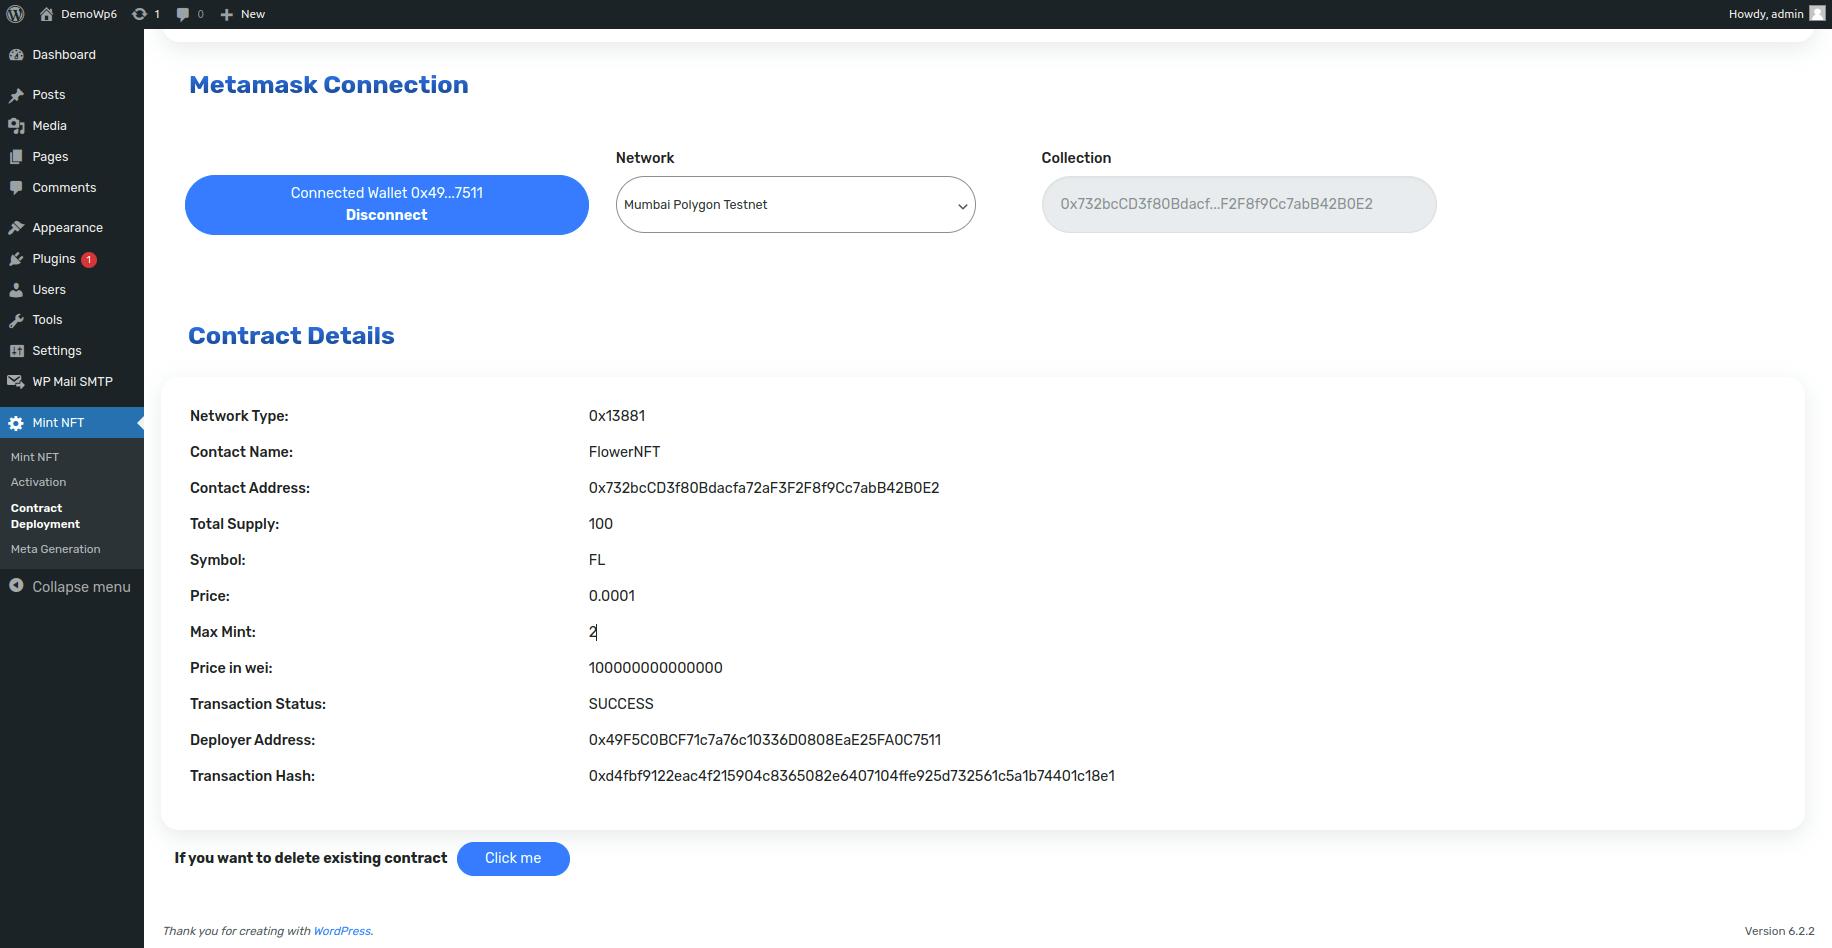 DemoWp6 1 0 New Howdy, admin
Dashboard
Posts
Media
Pages
Comments
Appearance
Plugins 1
Users
Tools
Settings
WP Mail SMTP
Mint NFT
Mint NFT
Activation
Contract
Deployment
Meta Generation
Collapse menu
Metamask Connection
Connected Wallet 0x49...7511
Disconnect
Network
Mumbai Polygon Testnet
Collection
0x732bcCD3f80Bdacf...F2F8f9Cc7abB42B0E2
Contract Details
Network Type: 0x13881
Contact Name: FlowerNFT
Contact Address: 0x732bcCD3f80Bdacfa72aF3F2F8f9Cc7abB42B0E2
Total Supply: 100
Symbol: FL
Price: 0.0001
Max Mint: 2
Price in wei: 100000000000000
Transaction Status: SUCCESS
Deployer Address: 0x49F5C0BCF71c7a76c10336D0808EaE25FA0C7511
Transaction Hash: 0xd4fbf9122eac4f215904c8365082e6407104ffe925d732561c5a1b74401c18e1
If you want to delete existing contract Click me
Thank you for creating with WordPress. Version 6.2.2